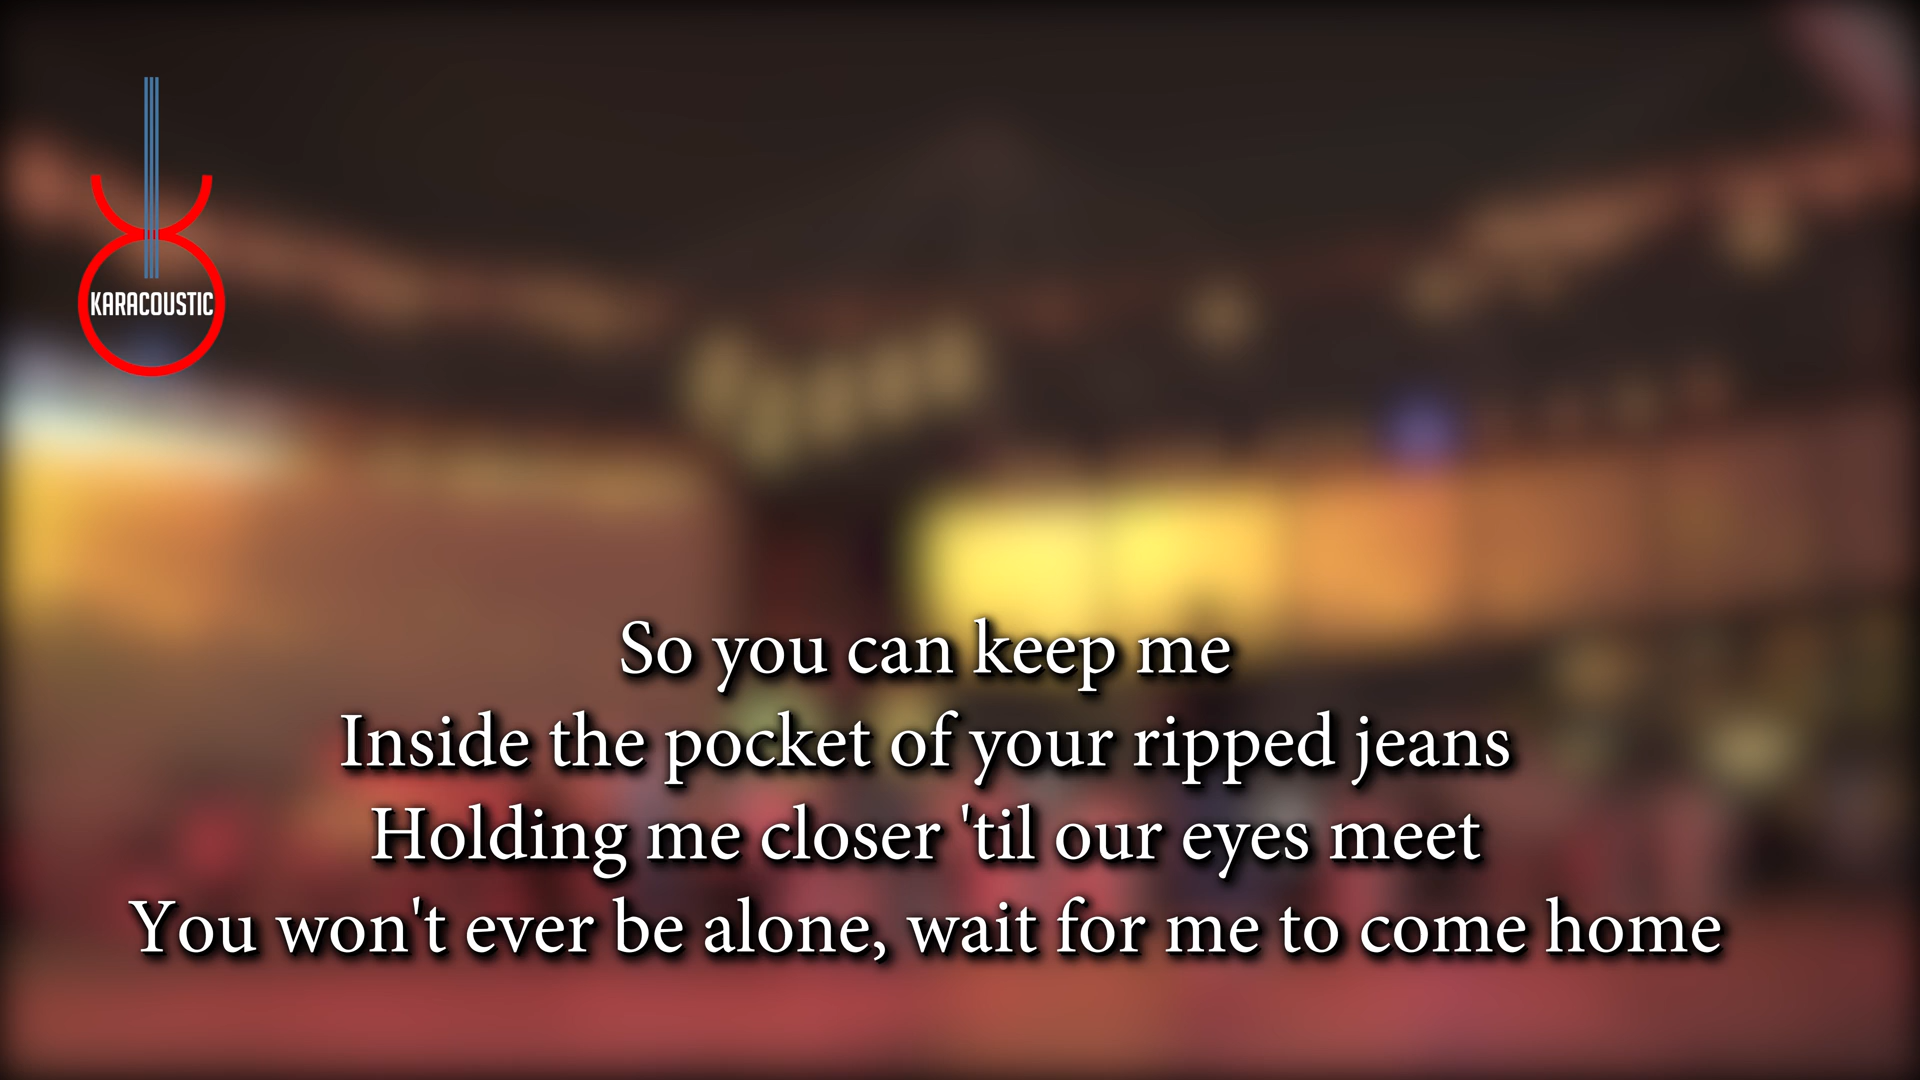 KARACOUSTIC
So you can keep me
Inside the pocket of your ripped jeans
Holding me closer 'til our eyes meet
You won't ever be alone, wait for me to come home